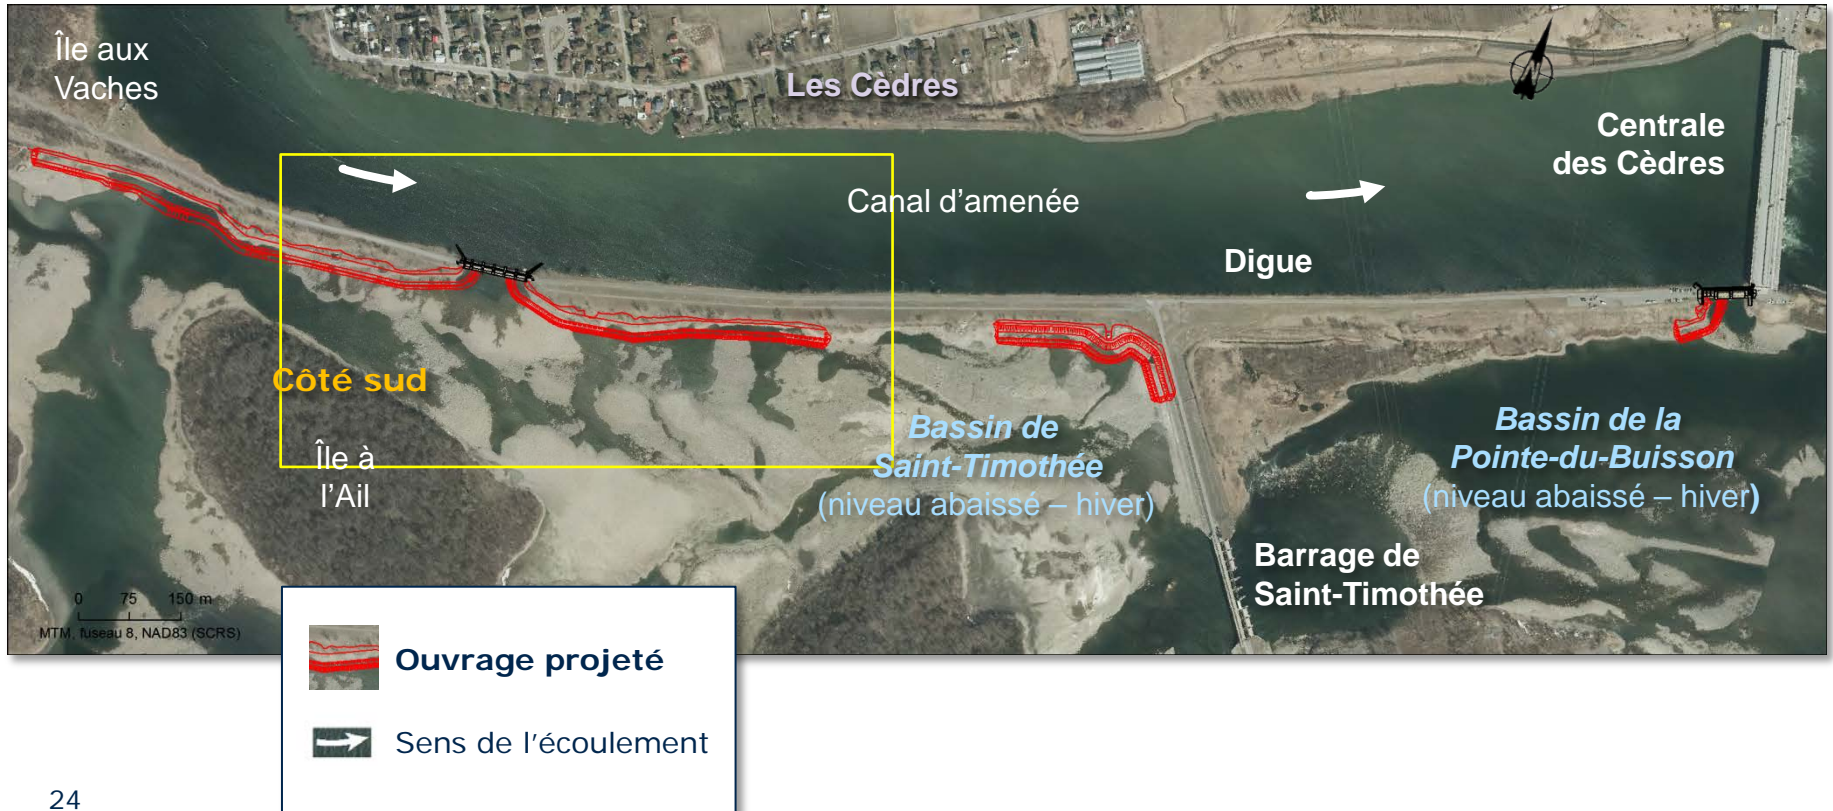 Île aux
Vaches
Les Cèdres
Centrale
des Cèdres
Canal d'amenée
Digue
Côté sud
Île à
l'Ail
Bassin de
Saint-Timothée
(niveau abaissé – hiver)
Bassin de la
Pointe-du-Buisson
(niveau abaissé – hiver)
Barrage de
Saint-Timothée
0 75 150 m
MTM, fuseau 8, NAD83 (SCRS)
Ouvrage projeté
Sens de l'écoulement
24